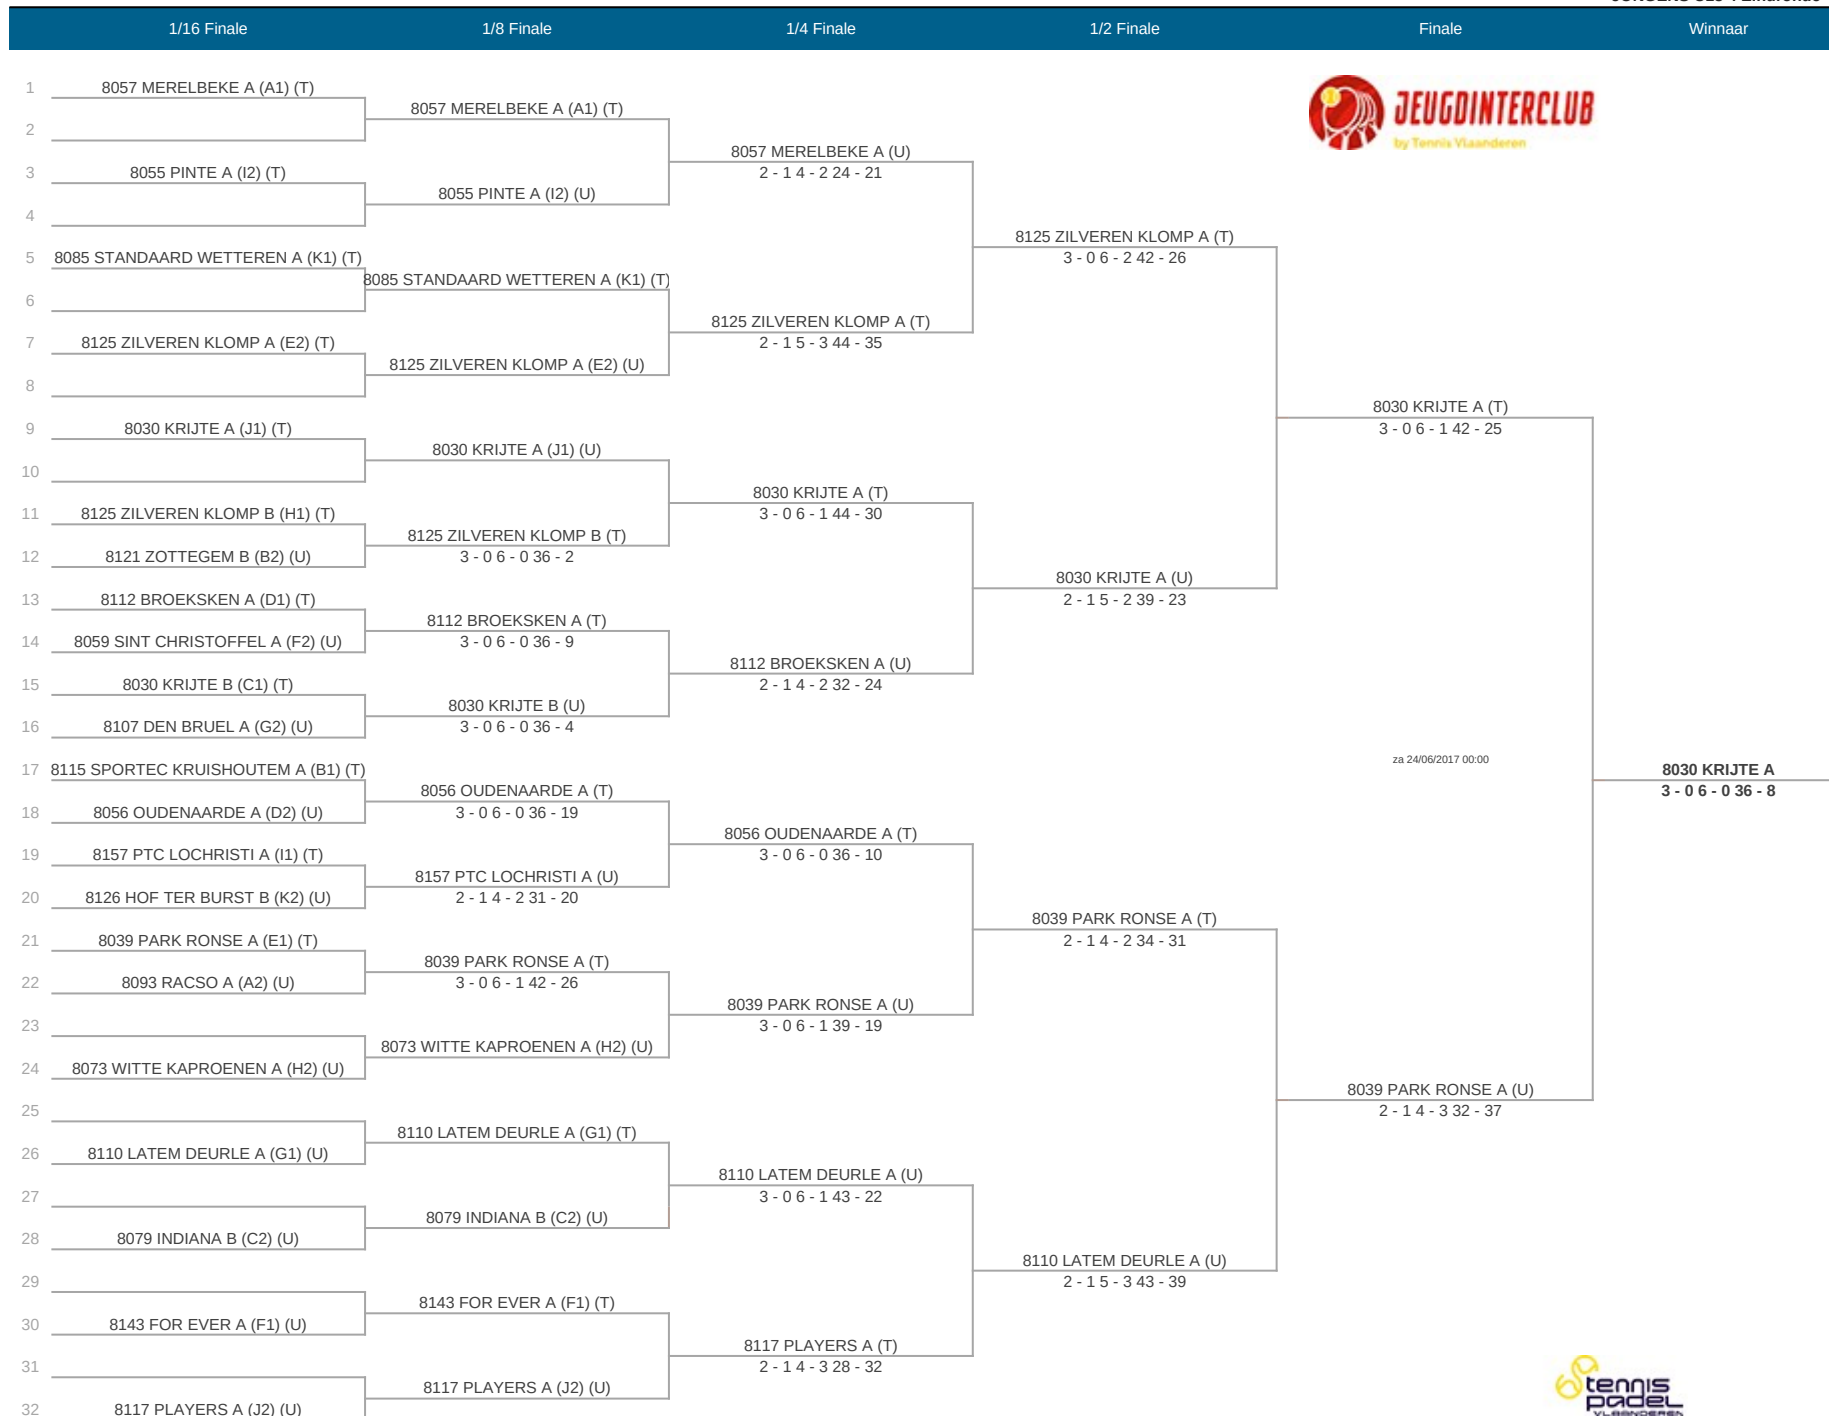 1/16 Finale 1/8 Finale 1/4 Finale 1/2 Finale Finale Winnaar
JEUGDINTERCLUB
by Tennis Vlaanderen
1 8057 MERELBEKE A (A1) (T)
8057 MERELBEKE A (A1) (T)
2
8057 MERELBEKE A (U)
3 8055 PINTE A (I2) (T)
2 - 1 4 - 2 24 - 21
8055 PINTE A (I2) (U)
4
8125 ZILVEREN KLOMP A (T)
5 8085 STANDAARD WETTEREN A (K1) (T)
3 - 0 6 - 2 42 - 26
8085 STANDAARD WETTEREN A (K1) (T)
6
8125 ZILVEREN KLOMP A (T)
7 8125 ZILVEREN KLOMP A (E2) (T)
2 - 1 5 - 3 44 - 35
8125 ZILVEREN KLOMP A (E2) (U)
8
8030 KRIJTE A (T)
9 8030 KRIJTE A (J1) (T)
3 - 0 6 - 1 42 - 25
8030 KRIJTE A (J1) (U)
10
8030 KRIJTE A (T)
11 8125 ZILVEREN KLOMP B (H1) (T)
3 - 0 6 - 1 44 - 30
8125 ZILVEREN KLOMP B (T)
12 8121 ZOTTEGEM B (B2) (U)
3 - 0 6 - 0 36 - 2
8030 KRIJTE A (U)
13 8112 BROEKSKEN A (D1) (T)
2 - 1 5 - 2 39 - 23
8112 BROEKSKEN A (T)
14 8059 SINT CHRISTOFFEL A (F2) (U)
3 - 0 6 - 0 36 - 9
8112 BROEKSKEN A (U)
15 8030 KRIJTE B (C1) (T)
2 - 1 4 - 2 32 - 24
8030 KRIJTE B (U)
16 8107 DEN BRUEL A (G2) (U)
3 - 0 6 - 0 36 - 4
za 24/06/2017 00:00
17 8115 SPORTEC KRUISHOUTEM A (B1) (T)
8030 KRIJTE A
3 - 0 6 - 0 36 - 8
8056 OUDENAARDE A (T)
18 8056 OUDENAARDE A (D2) (U)
3 - 0 6 - 0 36 - 19
8056 OUDENAARDE A (T)
19 8157 PTC LOCHRISTI A (I1) (T)
3 - 0 6 - 0 36 - 10
8157 PTC LOCHRISTI A (U)
20 8126 HOF TER BURST B (K2) (U)
2 - 1 4 - 2 31 - 20
8039 PARK RONSE A (T)
21 8039 PARK RONSE A (E1) (T)
2 - 1 4 - 2 34 - 31
8039 PARK RONSE A (T)
22 8093 RACSO A (A2) (U)
3 - 0 6 - 1 42 - 26
8039 PARK RONSE A (U)
23
3 - 0 6 - 1 39 - 19
8073 WITTE KAPROENEN A (H2) (U)
24 8073 WITTE KAPROENEN A (H2) (U)
8039 PARK RONSE A (U)
25
2 - 1 4 - 3 32 - 37
8110 LATEM DEURLE A (G1) (T)
26 8110 LATEM DEURLE A (G1) (U)
8110 LATEM DEURLE A (U)
27
3 - 0 6 - 1 43 - 22
8079 INDIANA B (C2) (U)
28 8079 INDIANA B (C2) (U)
8110 LATEM DEURLE A (U)
29
2 - 1 5 - 3 43 - 39
8143 FOR EVER A (F1) (T)
30 8143 FOR EVER A (F1) (U)
8117 PLAYERS A (T)
31
2 - 1 4 - 3 28 - 32
8117 PLAYERS A (J2) (U)
32 8117 PLAYERS A (J2) (U)
tennis
padel
VLAANDEREN